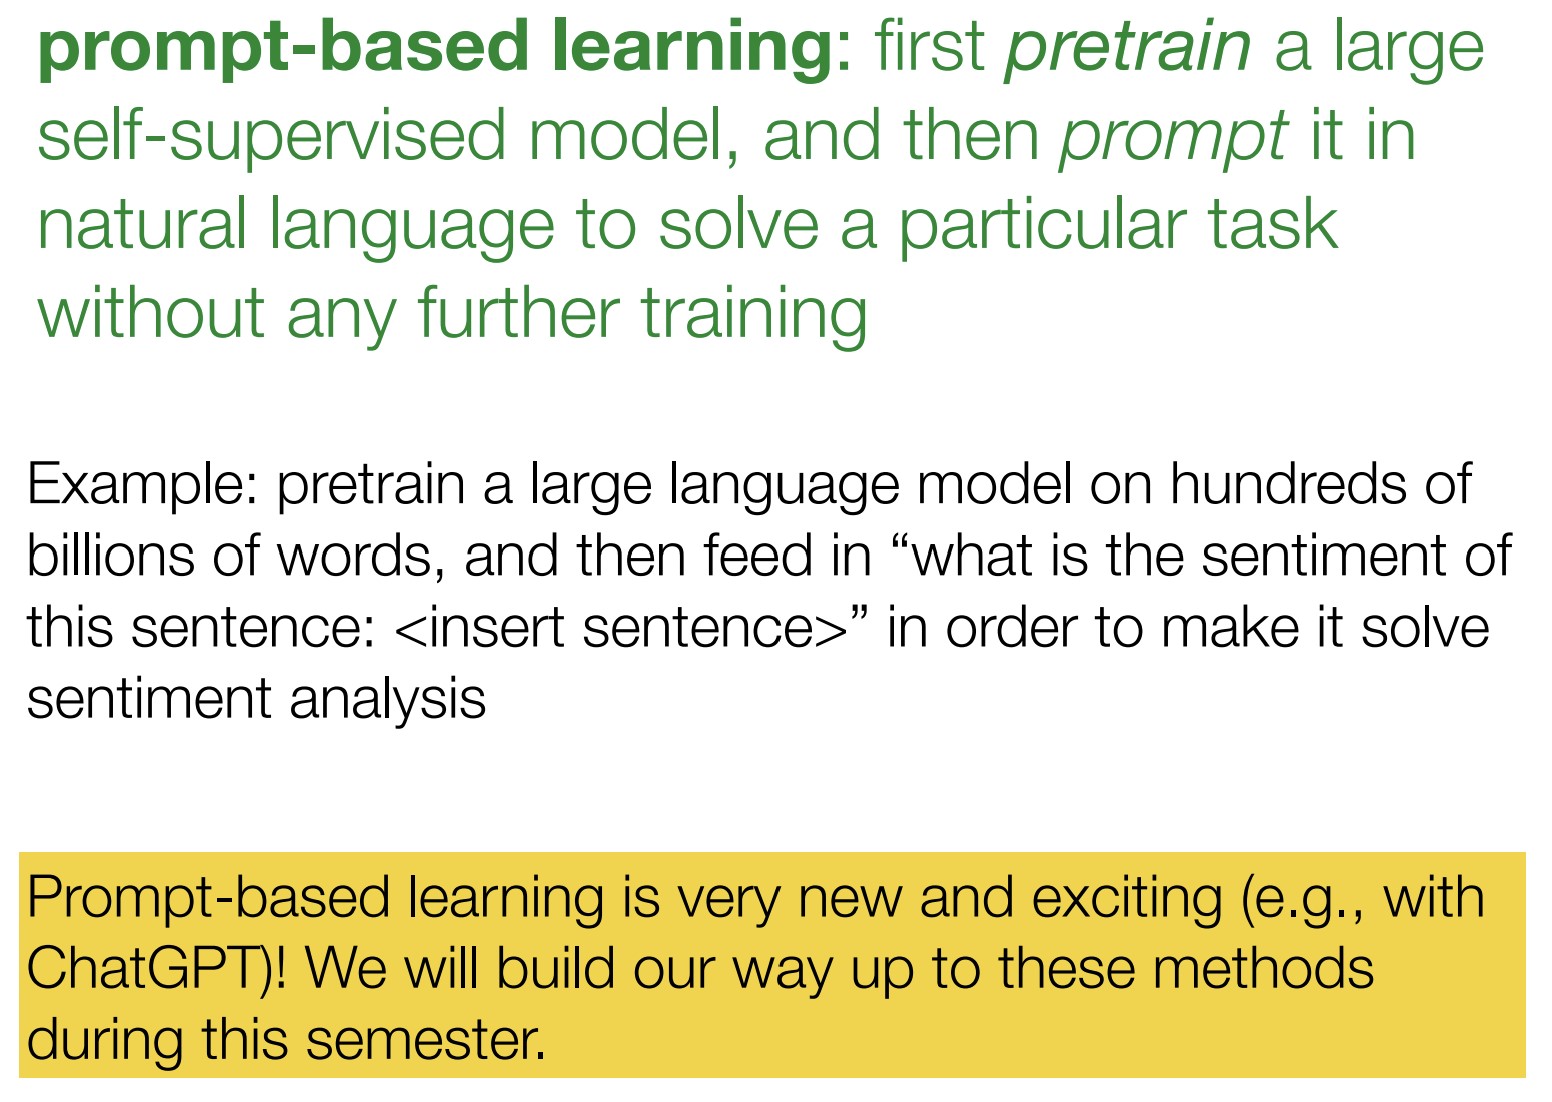 prompt-based learning: first pretrain a large
self-supervised model, and then prompt it in
natural language to solve a particular task
without any further training
Example: pretrain a large language model on hundreds of
billions of words, and then feed in “what is the sentiment of
this sentence: <insert sentence>” in order to make it solve
sentiment analysis
Prompt-based learning is very new and exciting (e.g., with
ChatGPT)! We will build our way up to these methods
during this semester.